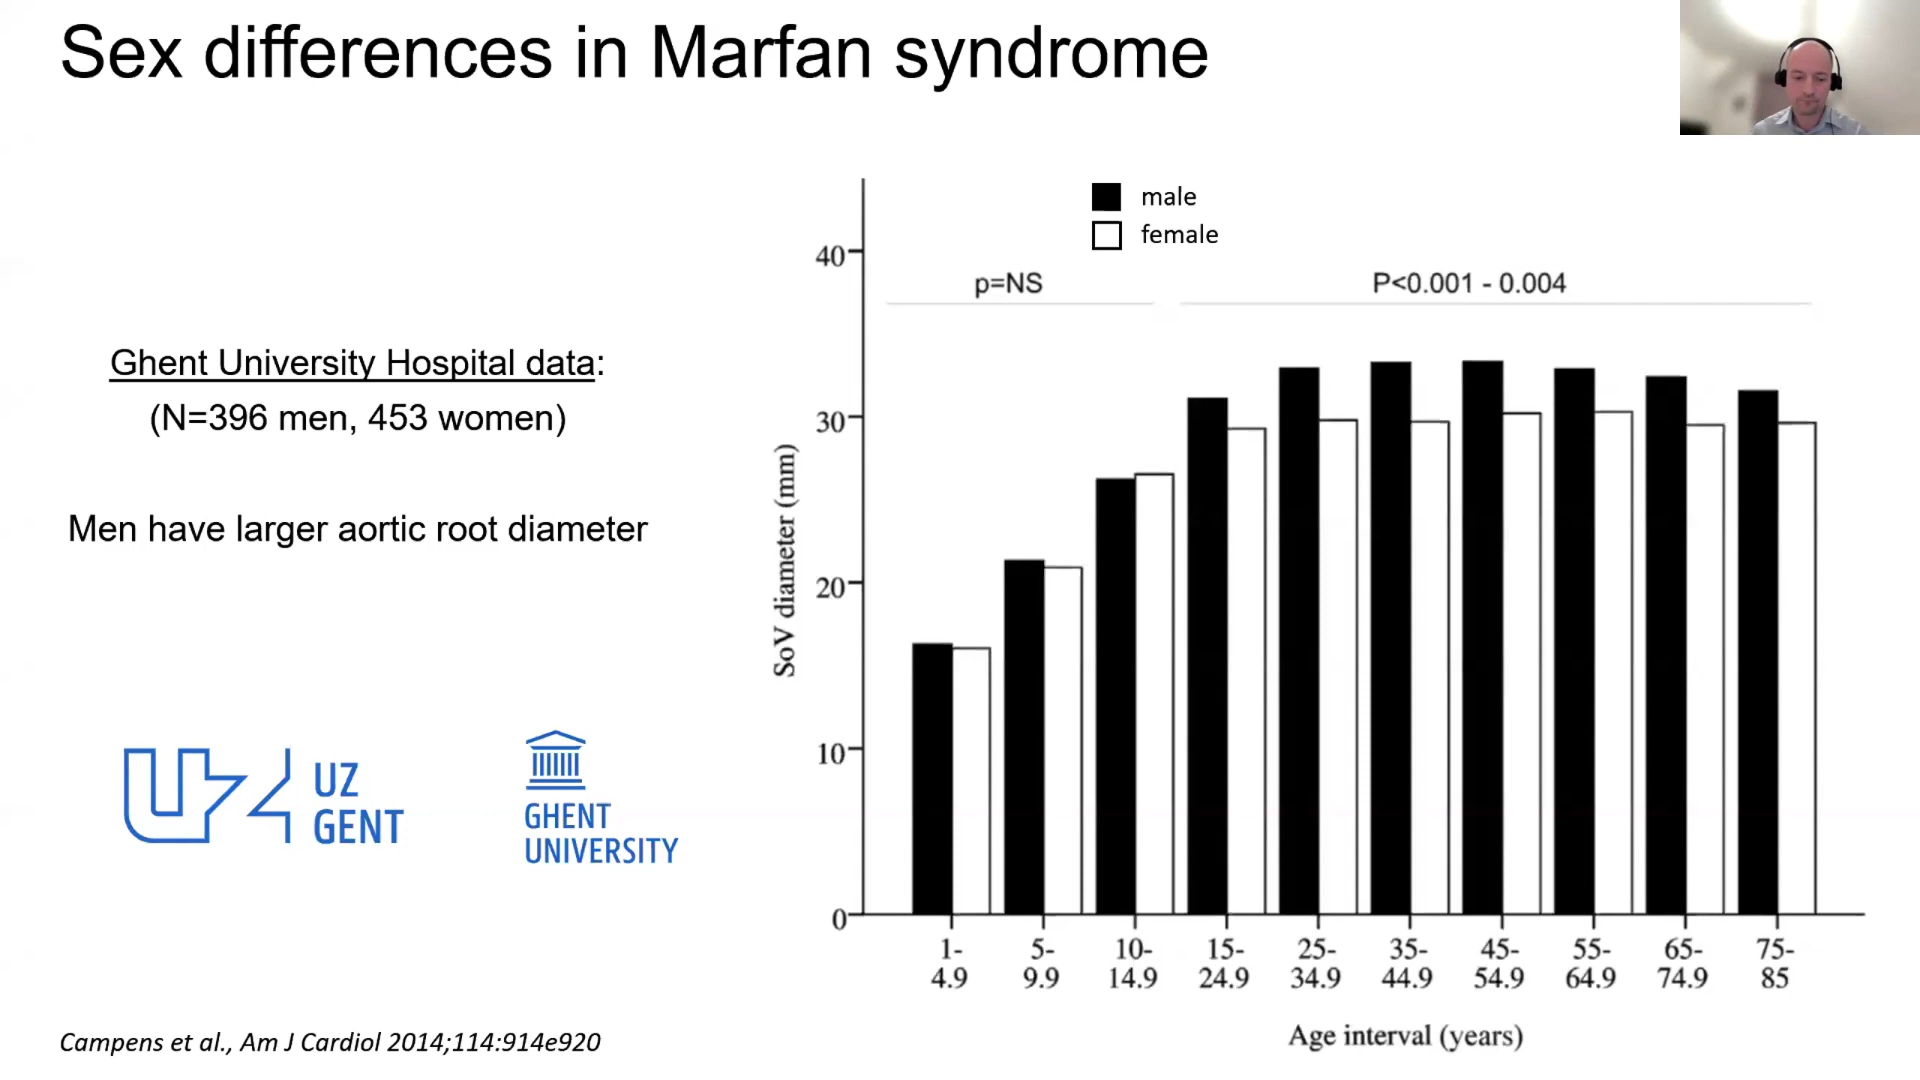 Sex differences in Marfan syndrome
male
female
40
p=NS
P<0.001 - 0.004
Ghent University Hospital data:
(N=396 men, 453 women)
Men have larger aortic root diameter
30
SoV diameter (mm)
20
10
0
UZ
GENT
GHENT
UNIVERSITY
1- 5- 10- 15- 25- 35- 45- 55- 65- 75-
4.9 9.9 14.9 24.9 34.9 44.9 54.9 64.9 74.9 85
Age interval (years)
Campens et al., Am J Cardiol 2014;114:914e920